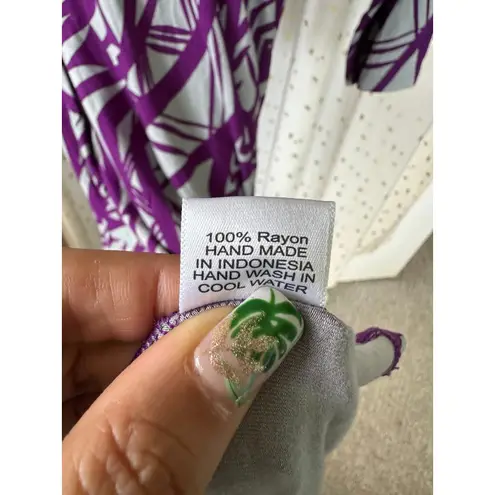 100% Rayon
HAND MADE
IN INDONESIA
HAND WASH IN
COOL WATER